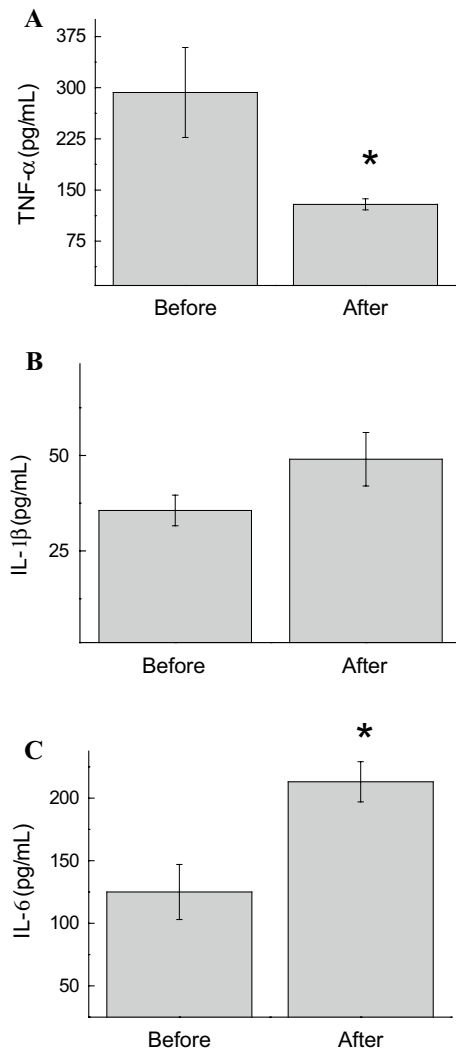 A
TNF-α (pg/mL)
375
300
225
150
75
*
Before After
B
IL-1β (pg/mL)
50
25
Before After
C
IL-6 (pg/mL)
200
150
100
50
*
Before After